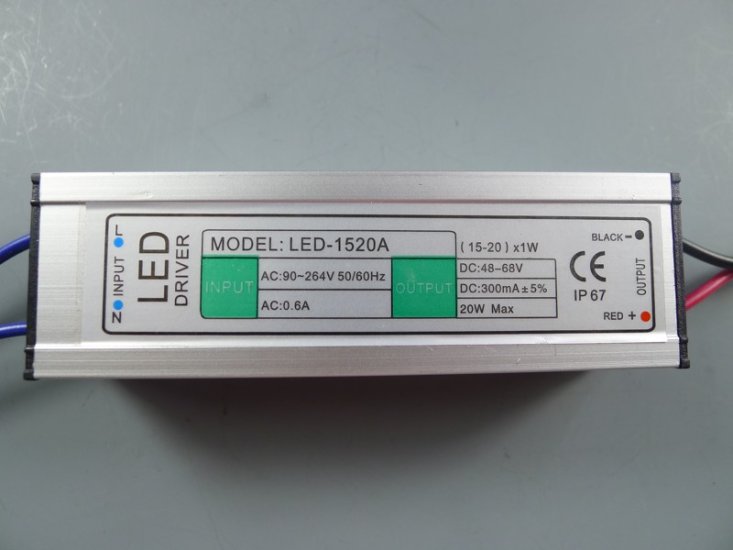 L
INPUT
N
LED
DRIVER
MODEL: LED-1520A
( 15-20 ) x1W
INPUT
AC:90~264V 50/60Hz
AC:0.6A
OUTPUT
DC:48-68V
DC:300mA±5%
20W Max
CE
IP 67
BLACK -
OUTPUT
RED +